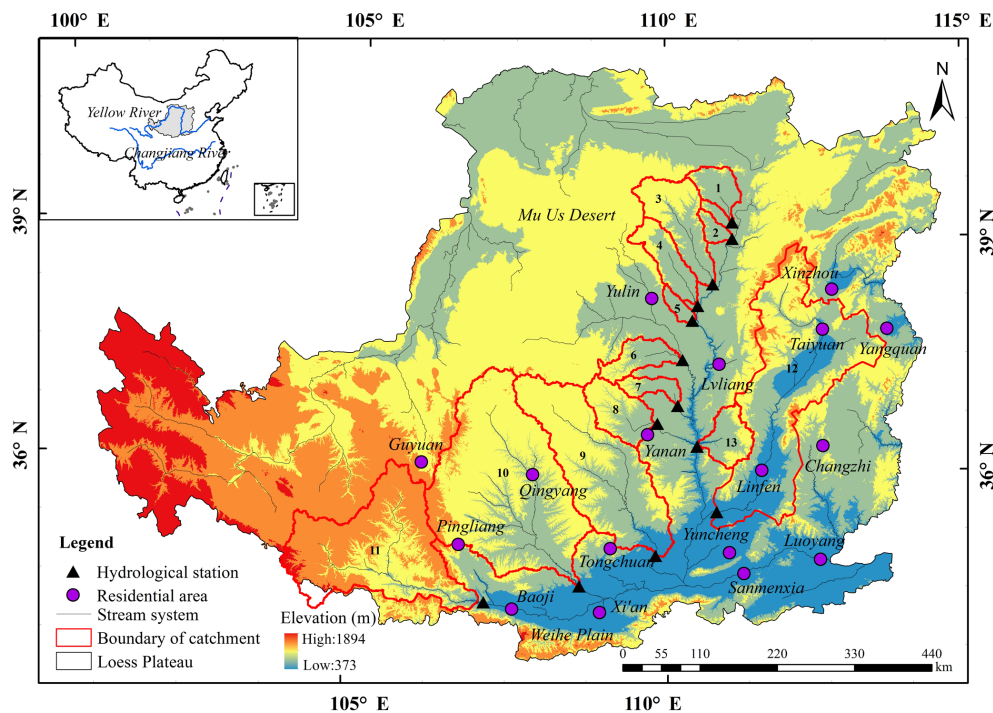 100° E
105° E
110° E
115° E
Yellow River
Changjiang River
N
39° N
39° N
36° N
36° N
Mu Us Desert
1
3
2
4
5
Xinzhou
Yulin
Taiyuan
Yangquan
6
Lvliang
12
7
8
Guyuan
Yanan
13
Changzhi
9
10
Qingyang
Linfen
Pingliang
11
Tongchuan
Yuncheng
Luoyang
Sanmenxia
Baoji
Xi'an
Weihe Plain
Legend
Hydrological station
Residential area
Stream system
Boundary of catchment
Loess Plateau
Elevation (m)
High:1894
Low:373
0 55 110 220 330 440
km
105° E
110° E